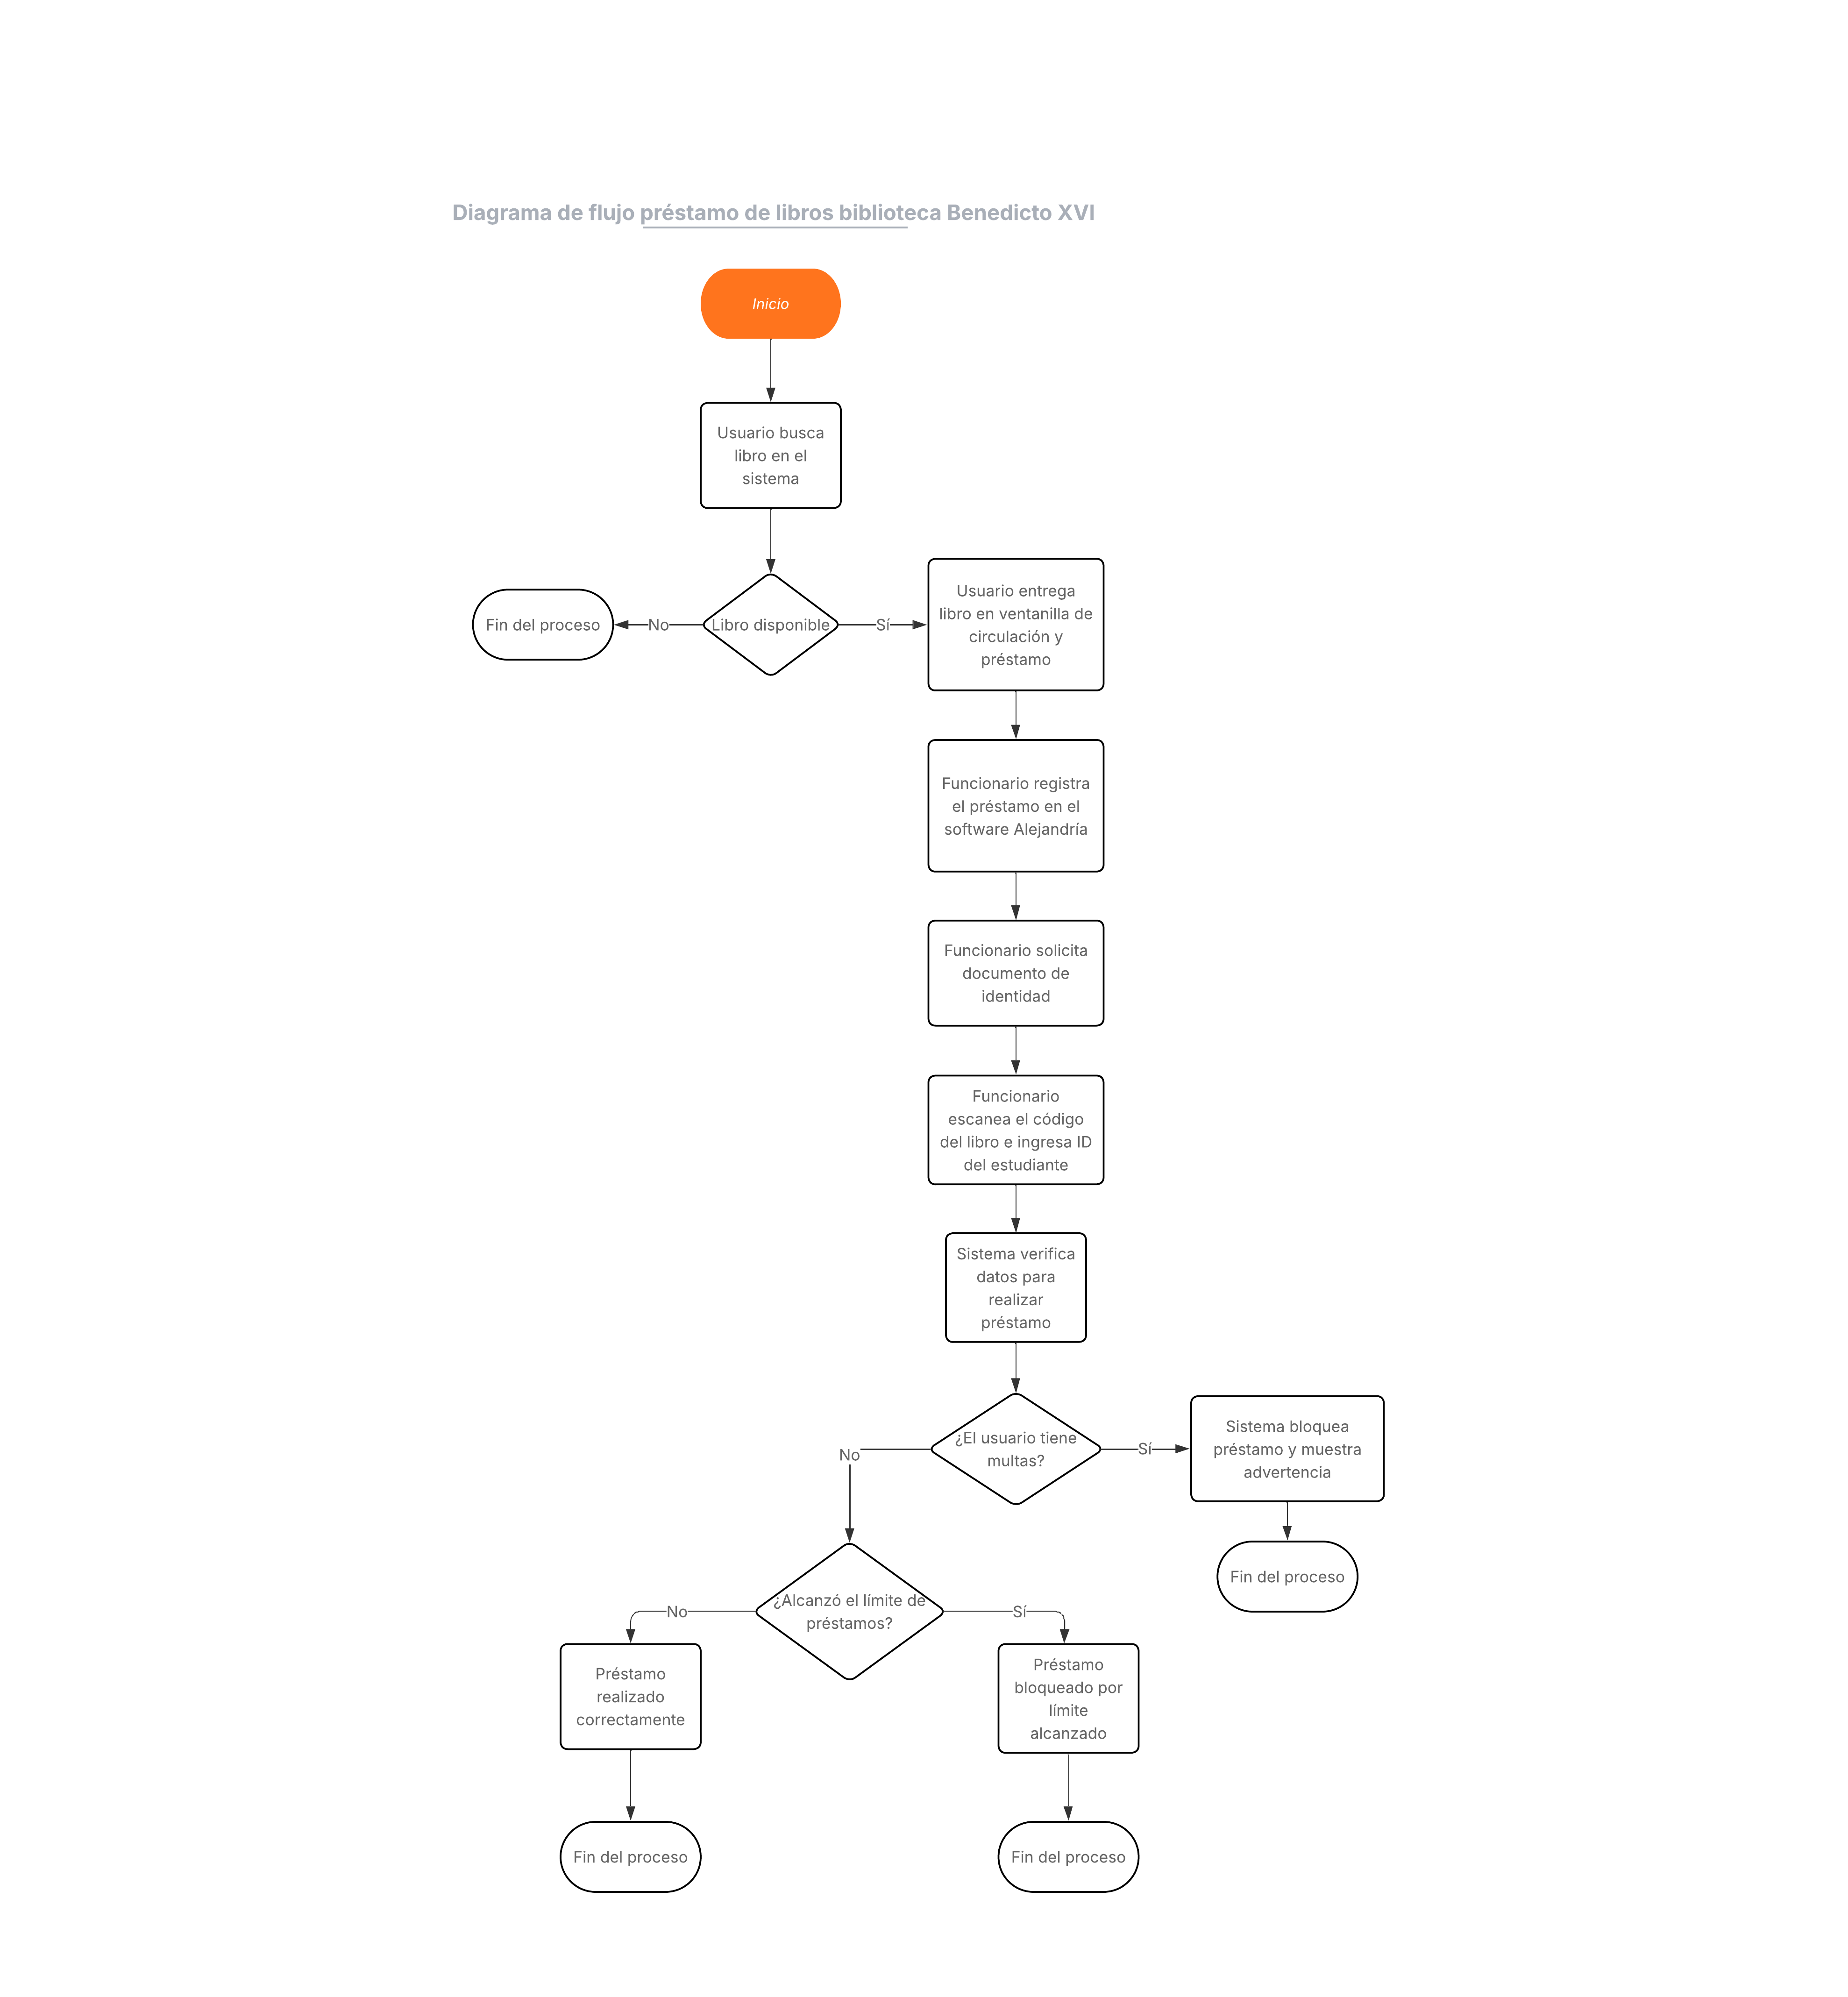 Diagrama de flujo préstamo de libros biblioteca Benedicto XVI
Inicio
Usuario busca
libro en el
sistema
Fin del proceso
No
Libro disponible
Sí
Usuario entrega
libro en ventanilla de
circulación y
préstamo
Funcionario registra
el préstamo en el
software Alejandría
Funcionario solicita
documento de
identidad
Funcionario
escanea el código
del libro e ingresa ID
del estudiante
Sistema verifica
datos para
realizar
préstamo
¿El usuario tiene
multas?
Sí
Sistema bloquea
préstamo y muestra
advertencia
Fin del proceso
No
¿Alcanzó el límite de
préstamos?
No
Préstamo
realizado
correctamente
Fin del proceso
Sí
Préstamo
bloqueado por
límite
alcanzado
Fin del proceso